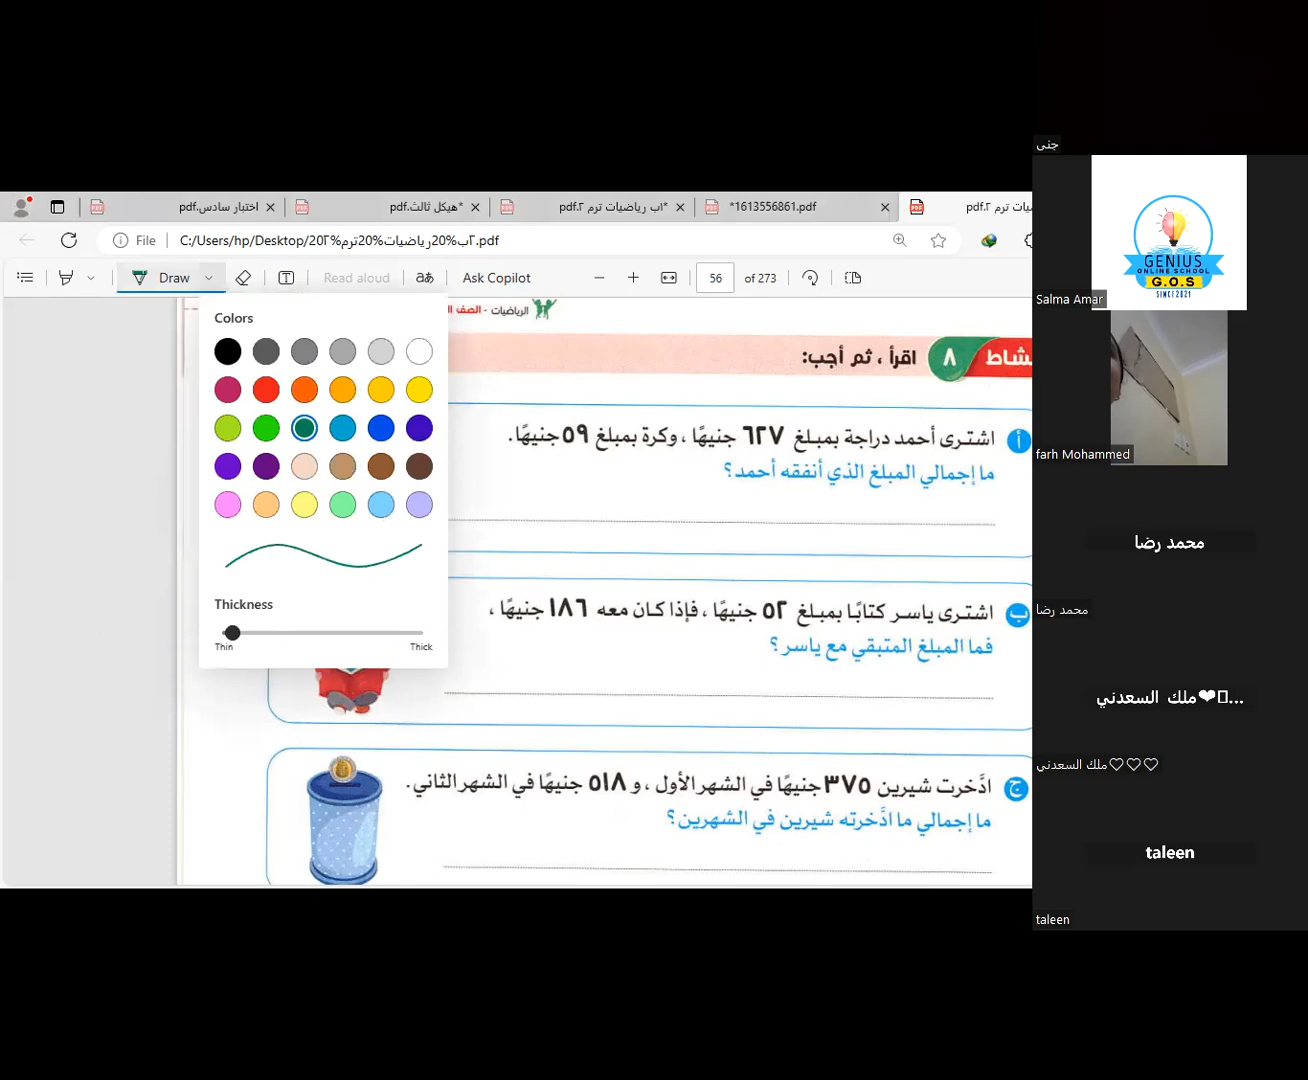 جنى
اختبار سادس.pdf
*هيكل ثالث.pdf
*اب رياضيات ترم ٢.pdf
*1613556861.pdf
يات ترم ٢.pdf
File
C:/Users/hp/Desktop/20٢%اب%20رياضيات%20ترم.pdf
Draw
Read aloud
aあ
Ask Copilot
56
of 273
Colors
Thickness
Thin
Thick
الرياضيات - الصف
شاط ٨ اقرأ ، ثم أجب:
أ اشترى أحمد دراجة بمبلغ ٦٢٧ جنيهًا ، وكرة بمبلغ ٥٩ جنيهًا.
ما إجمالي المبلغ الذي أنفقه أحمد؟
ب اشترى ياسر كتابًا بمبلغ ٥٢ جنيهًا ، فإذا كان معه ١٨٦ جنيهًا ،
فما المبلغ المتبقي مع ياسر؟
ج ادَّخرت شيرين ٣٧٥ جنيهًا في الشهر الأول ، و ٥١٨ جنيهًا في الشهر الثاني.
ما إجمالي ما ادَّخرته شيرين في الشهرين؟
GENIUS
ONLINE SCHOOL
G.O.S
SINCE 2021
Salma Amar
farh Mohammed
محمد رضا
محمد رضا
ملك السعدني❤...
ملك السعدني♡♡♡
taleen
taleen